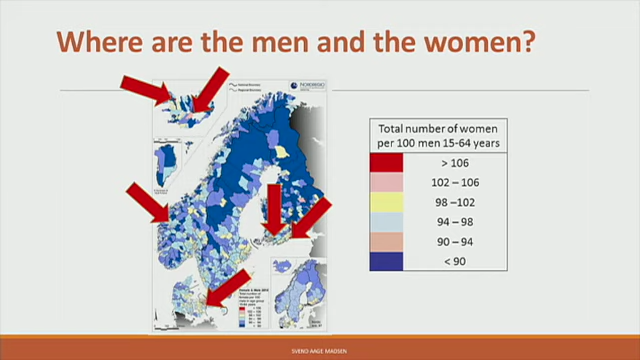 Where are the men and the women?
NORDREGIO
Total number of women
per 100 men 15-64 years
> 106
102 – 106
98 –102
94 – 98
90 – 94
< 90
SVEND AAGE MADSEN